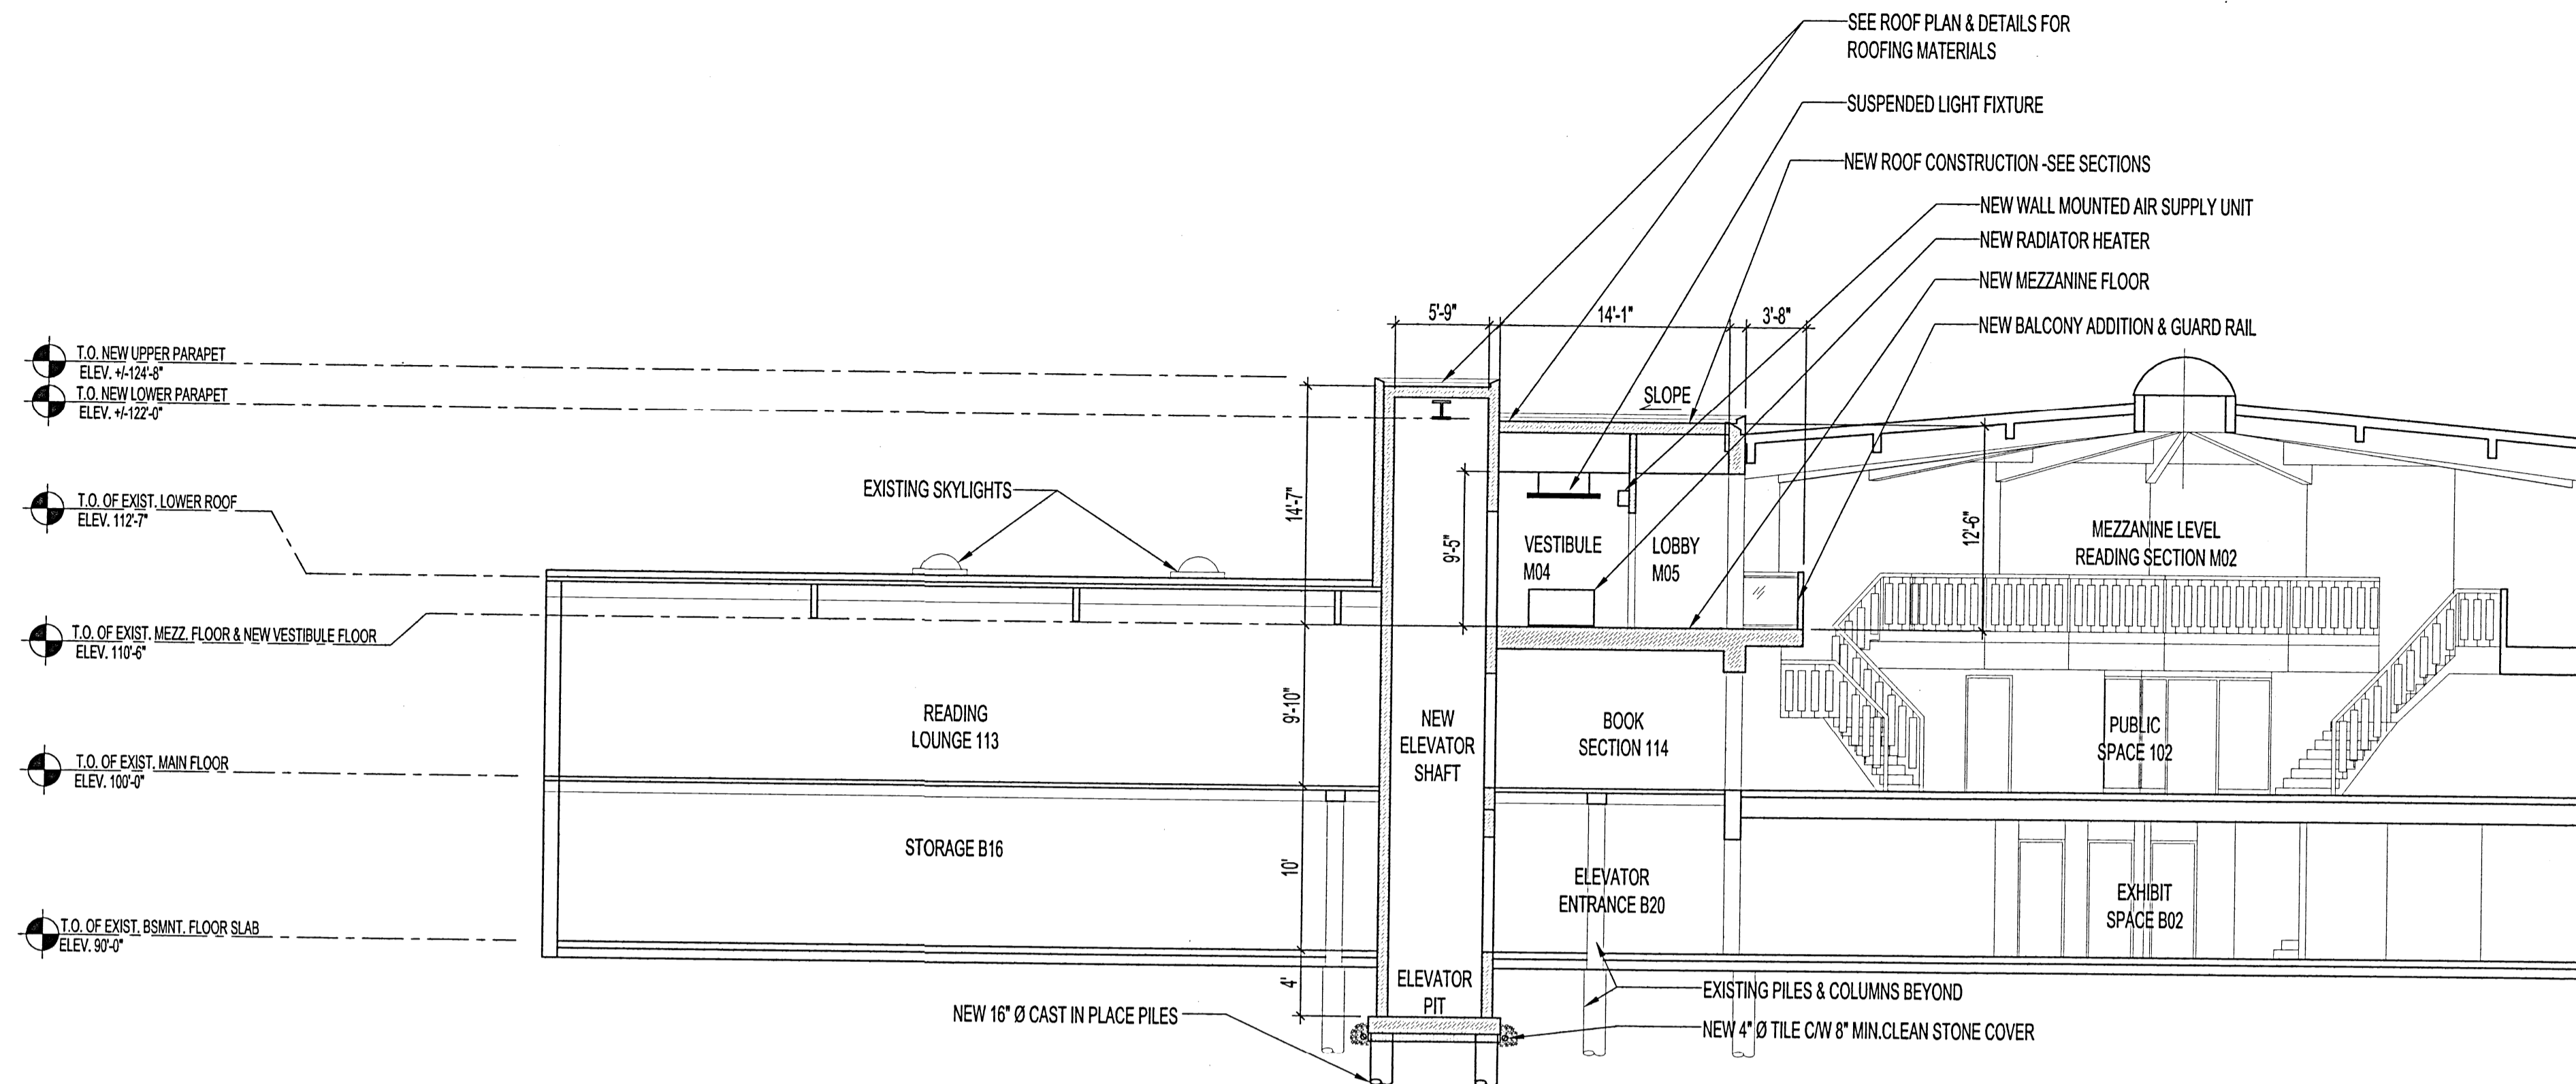 SEE ROOF PLAN & DETAILS FOR
ROOFING MATERIALS
SUSPENDED LIGHT FIXTURE
NEW ROOF CONSTRUCTION -SEE SECTIONS
NEW WALL MOUNTED AIR SUPPLY UNIT
NEW RADIATOR HEATER
NEW MEZZANINE FLOOR
NEW BALCONY ADDITION & GUARD RAIL
5'-9"
14'-1"
3'-8"
T.O. NEW UPPER PARAPET
ELEV. +/-124'-8"
T.O. NEW LOWER PARAPET
ELEV. +/-122'-0"
SLOPE
EXISTING SKYLIGHTS
T.O. OF EXIST. LOWER ROOF
ELEV. 112'-7"
14'-7"
9'-5"
12'-6"
VESTIBULE
M04
LOBBY
M05
MEZZANINE LEVEL
READING SECTION M02
T.O. OF EXIST. MEZZ. FLOOR & NEW VESTIBULE FLOOR
ELEV. 110'-6"
READING
LOUNGE 113
9'-10"
NEW
ELEVATOR
SHAFT
BOOK
SECTION 114
PUBLIC
SPACE 102
T.O. OF EXIST. MAIN FLOOR
ELEV. 100'-0"
STORAGE B16
10'
ELEVATOR
ENTRANCE B20
EXHIBIT
SPACE B02
T.O. OF EXIST. BSMNT. FLOOR SLAB
ELEV. 90'-0"
4'
ELEVATOR
PIT
EXISTING PILES & COLUMNS BEYOND
NEW 16" Ø CAST IN PLACE PILES
NEW 4" Ø TILE C/W 8" MIN.CLEAN STONE COVER